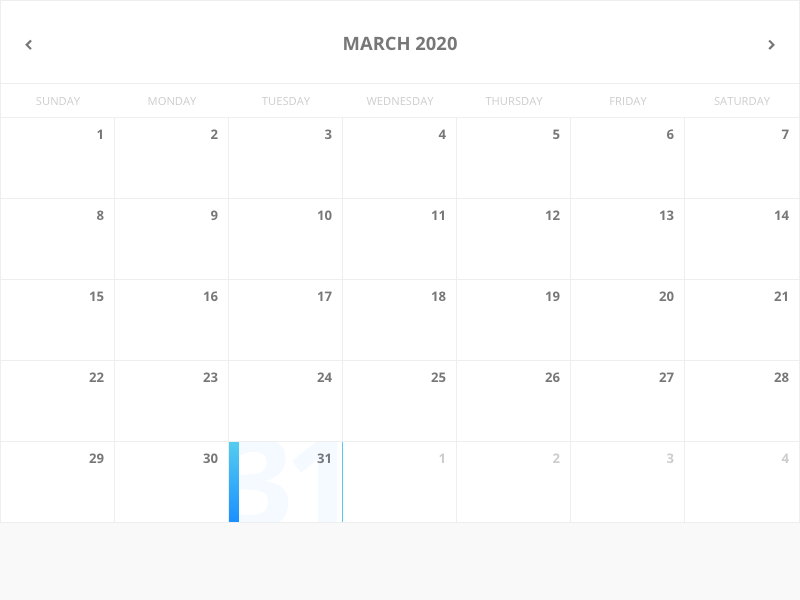 MARCH 2020
SUNDAY MONDAY TUESDAY WEDNESDAY THURSDAY FRIDAY SATURDAY
1 2 3 4 5 6 7
8 9 10 11 12 13 14
15 16 17 18 19 20 21
22 23 24 25 26 27 28
29 30 31 31 1 2 3 4